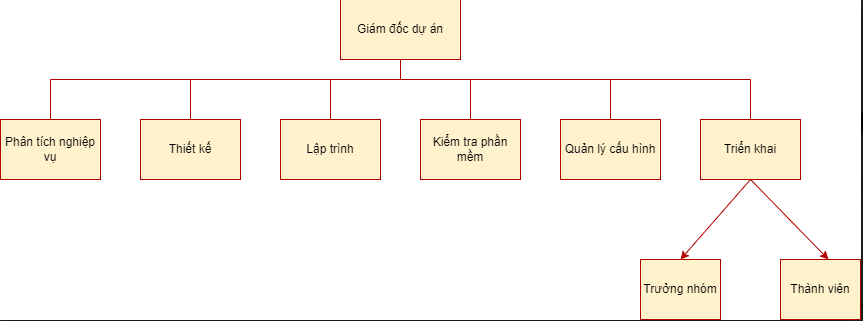 Giám đốc dự án
Phân tích nghiệp
vụ
Thiết kế
Lập trình
Kiểm tra phần
mềm
Quản lý cấu hình
Triển khai
Trưởng nhóm
Thành viên